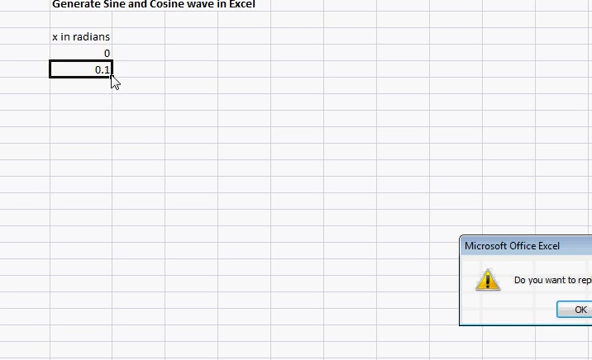 Generate Sine and Cosine wave in Excel
x in radians
0
0.1
Microsoft Office Excel
Do you want to
OK